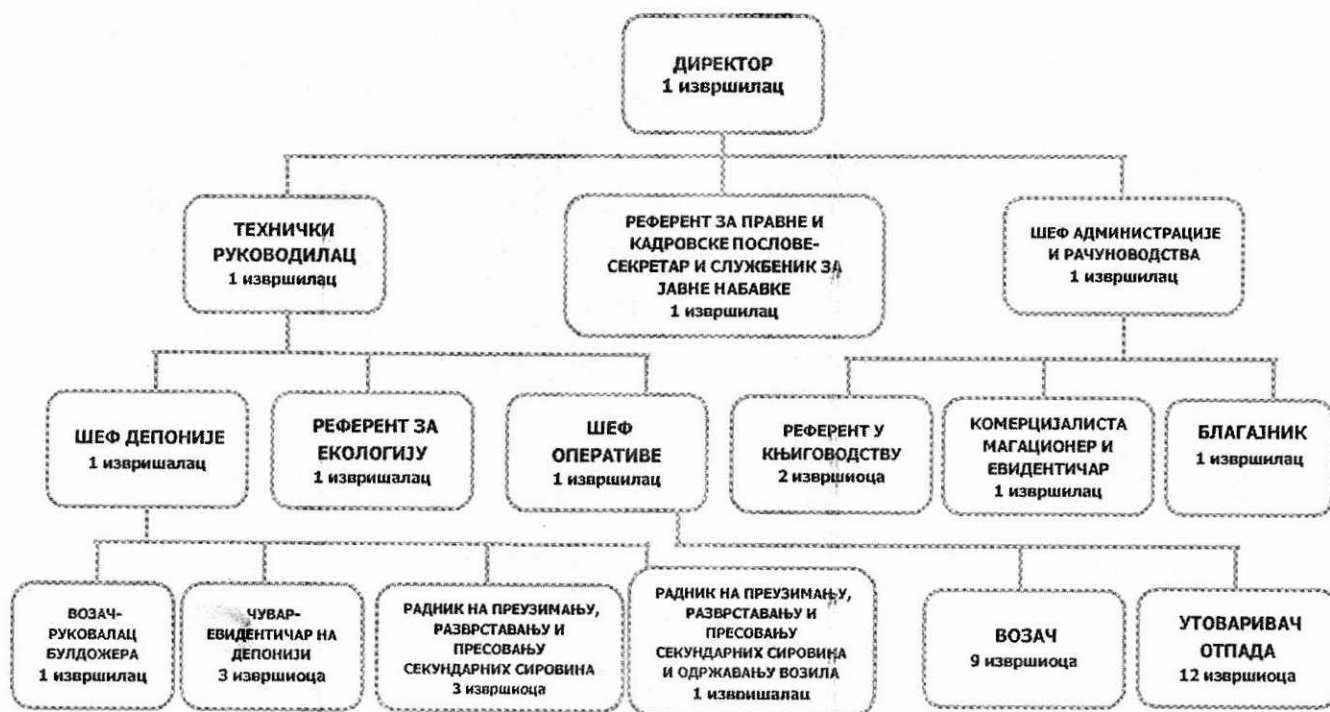 ДИРЕКТОР
1 извршилац
ТЕХНИЧКИ
РУКОВОДИЛАЦ
1 извршилац
РЕФЕРЕНТ ЗА ПРАВНЕ И
КАДРОВСКЕ ПОСЛОВЕ-
СЕКРЕТАР И СЛУЖБЕНИК ЗА
ЈАВНЕ НАБАВКЕ
1 извршилац
ШЕФ АДМИНИСТРАЦИЈЕ
И РАЧУНОВОДСТВА
1 извршилац
ШЕФ ДЕПОНИЈЕ
1 извришалац
РЕФЕРЕНТ ЗА
ЕКОЛОГИЈУ
1 извришалац
ШЕФ
ОПЕРАТИВЕ
1 извршилац
РЕФЕРЕНТ У
КЊИГОВОДСТВУ
2 извршиоца
КОМЕРЦИЈАЛИСТА
МАГАЦИОНЕР И
ЕВИДЕНТИЧАР
1 извршилац
БЛАГАЈНИК
1 извршилац
ВОЗАЧ-
РУКОВАЛАЦ
БУЛДОЖЕРА
1 извршилац
ЧУВАР-
ЕВИДЕНТИЧАР НА
ДЕПОНИЈИ
3 извршиоца
РАДНИК НА ПРЕУЗИМАЊУ,
РАЗВРСТАВАЊУ И
ПРЕСОВАЊУ
СЕКУНДАРНИХ СИРОВИНА
3 извршиоца
РАДНИК НА ПРЕУЗИМАЊУ,
РАЗВРСТАВАЊУ И
ПРЕСОВАЊУ
СЕКУНДАРНИХ СИРОВИНА
И ОДРЖАВАЊУ ВОЗИЛА
1 извришалац
ВОЗАЧ
9 извршиоца
УТОВАРИВАЧ
ОТПАДА
12 извршиоца